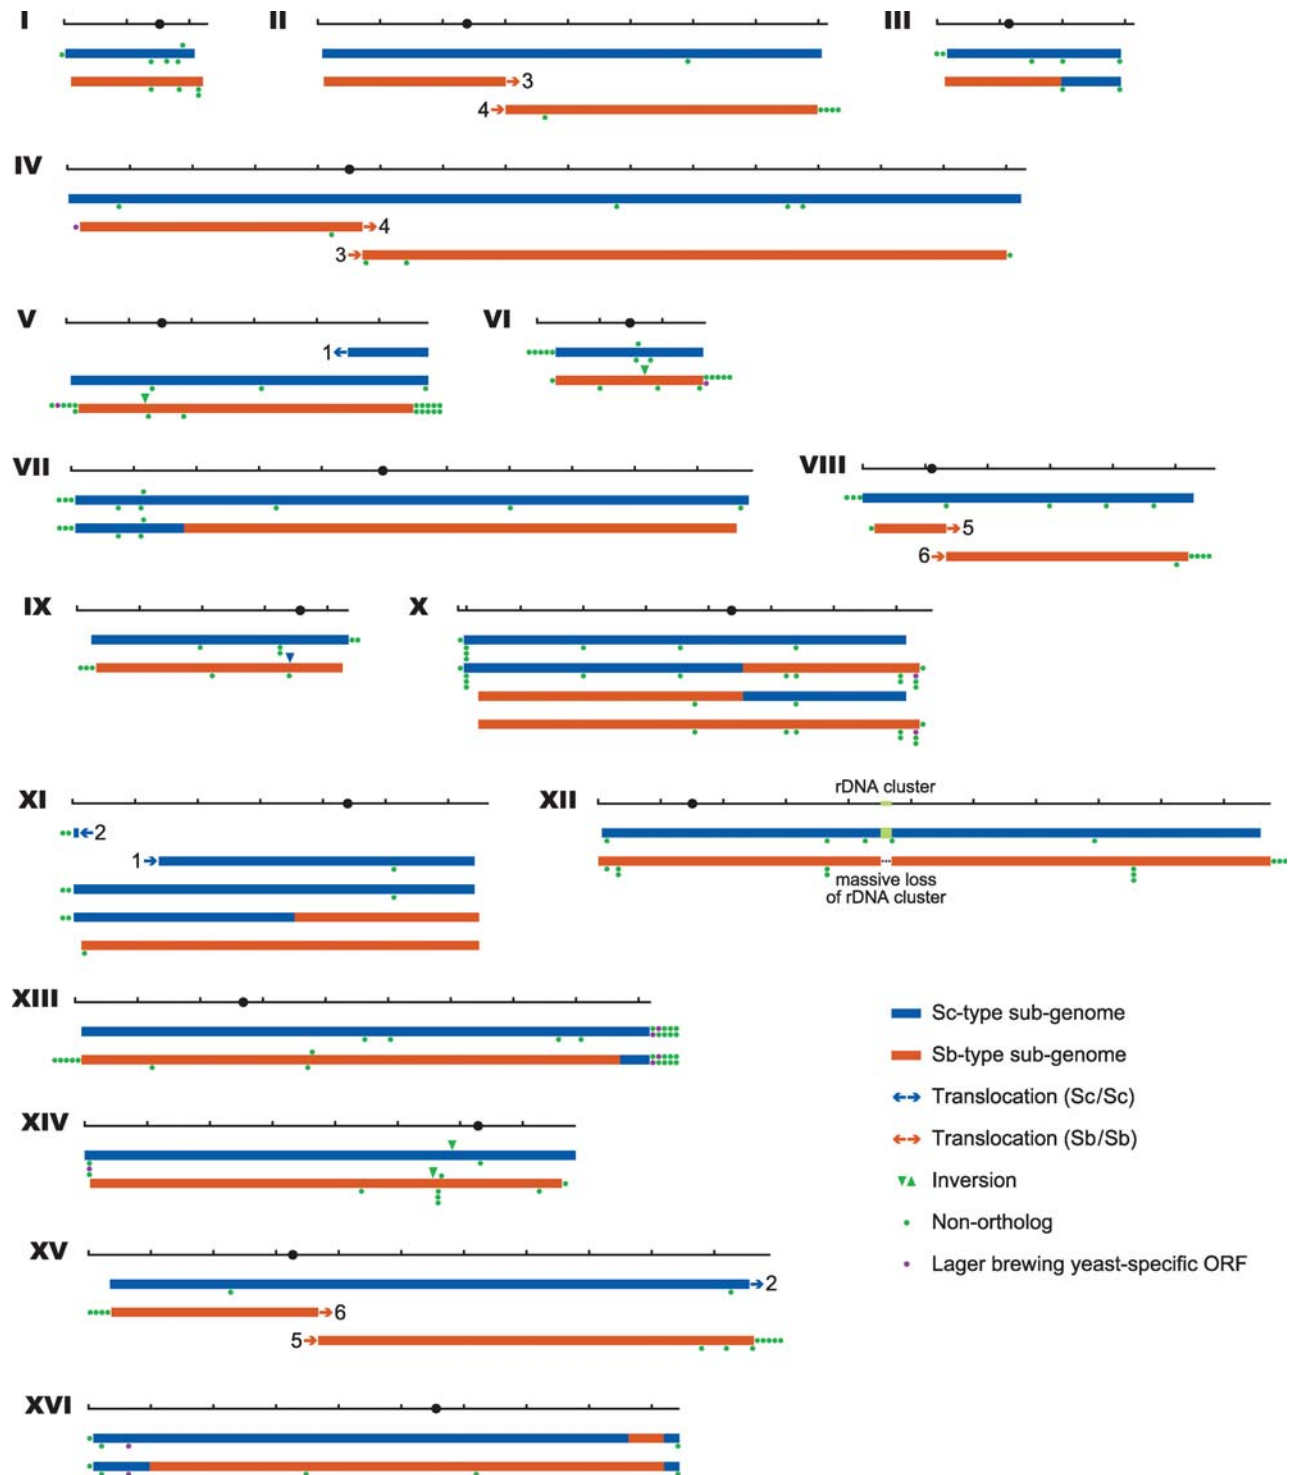 I II III
3
4
IV
4
3
V VI
1
VII VIII
5
6
IX X
XI XII
rDNA cluster
2
1
massive loss
of rDNA cluster
XIII
Sc-type sub-genome
Sb-type sub-genome
Translocation (Sc/Sc)
XIV
Translocation (Sb/Sb)
Inversion
Non-ortholog
XV
Lager brewing yeast-specific ORF
2
6
5
XVI